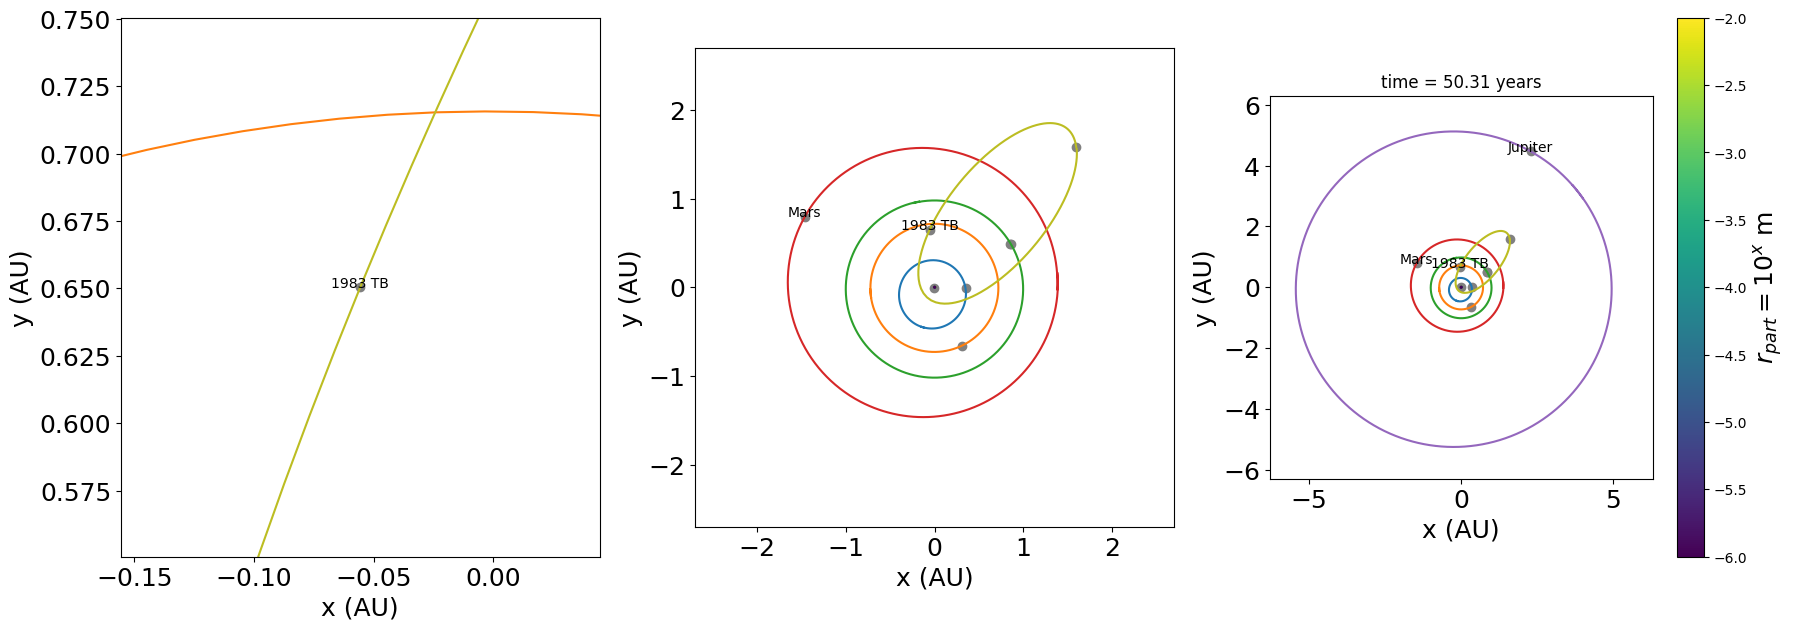 0.750
0.725
0.700
0.675
0.650
0.625
0.600
0.575
y (AU)
1983 TB
−0.15
−0.10
−0.05
0.00
x (AU)
2
1
0
−1
−2
y (AU)
Mars
1983 TB
−2
−1
0
1
2
x (AU)
time = 50.31 years
6
4
2
0
−2
−4
−6
y (AU)
Jupiter
Mars
1983 TB
−5
0
5
x (AU)
−2.0
−2.5
−3.0
−3.5
−4.0
−4.5
−5.0
−5.5
−6.0
r_part = 10^x m